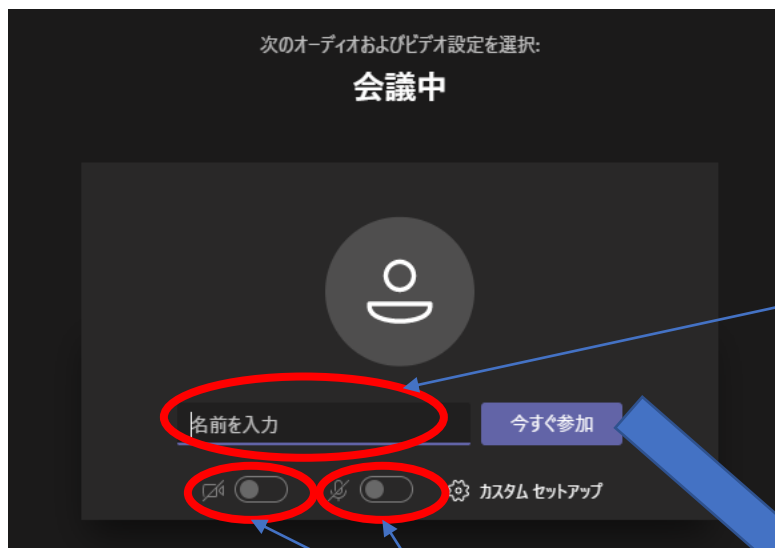 次のオーディオおよびビデオ設定を選択:
会議中
名前を入力
今すぐ参加
カスタム セットアップ